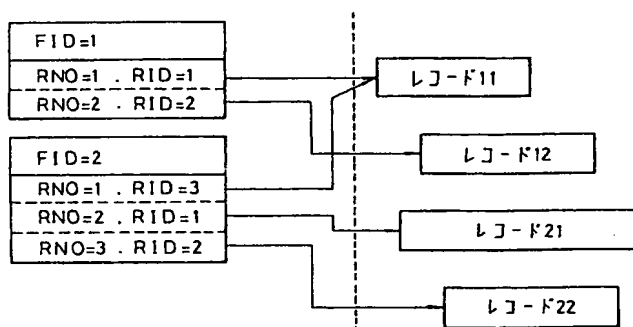 FID=1
RNO=1 . RID=1
RNO=2 . RID=2
FID=2
RNO=1 . RID=3
RNO=2 . RID=1
RNO=3 . RID=2
レコード11
レコード12
レコード21
レコード22